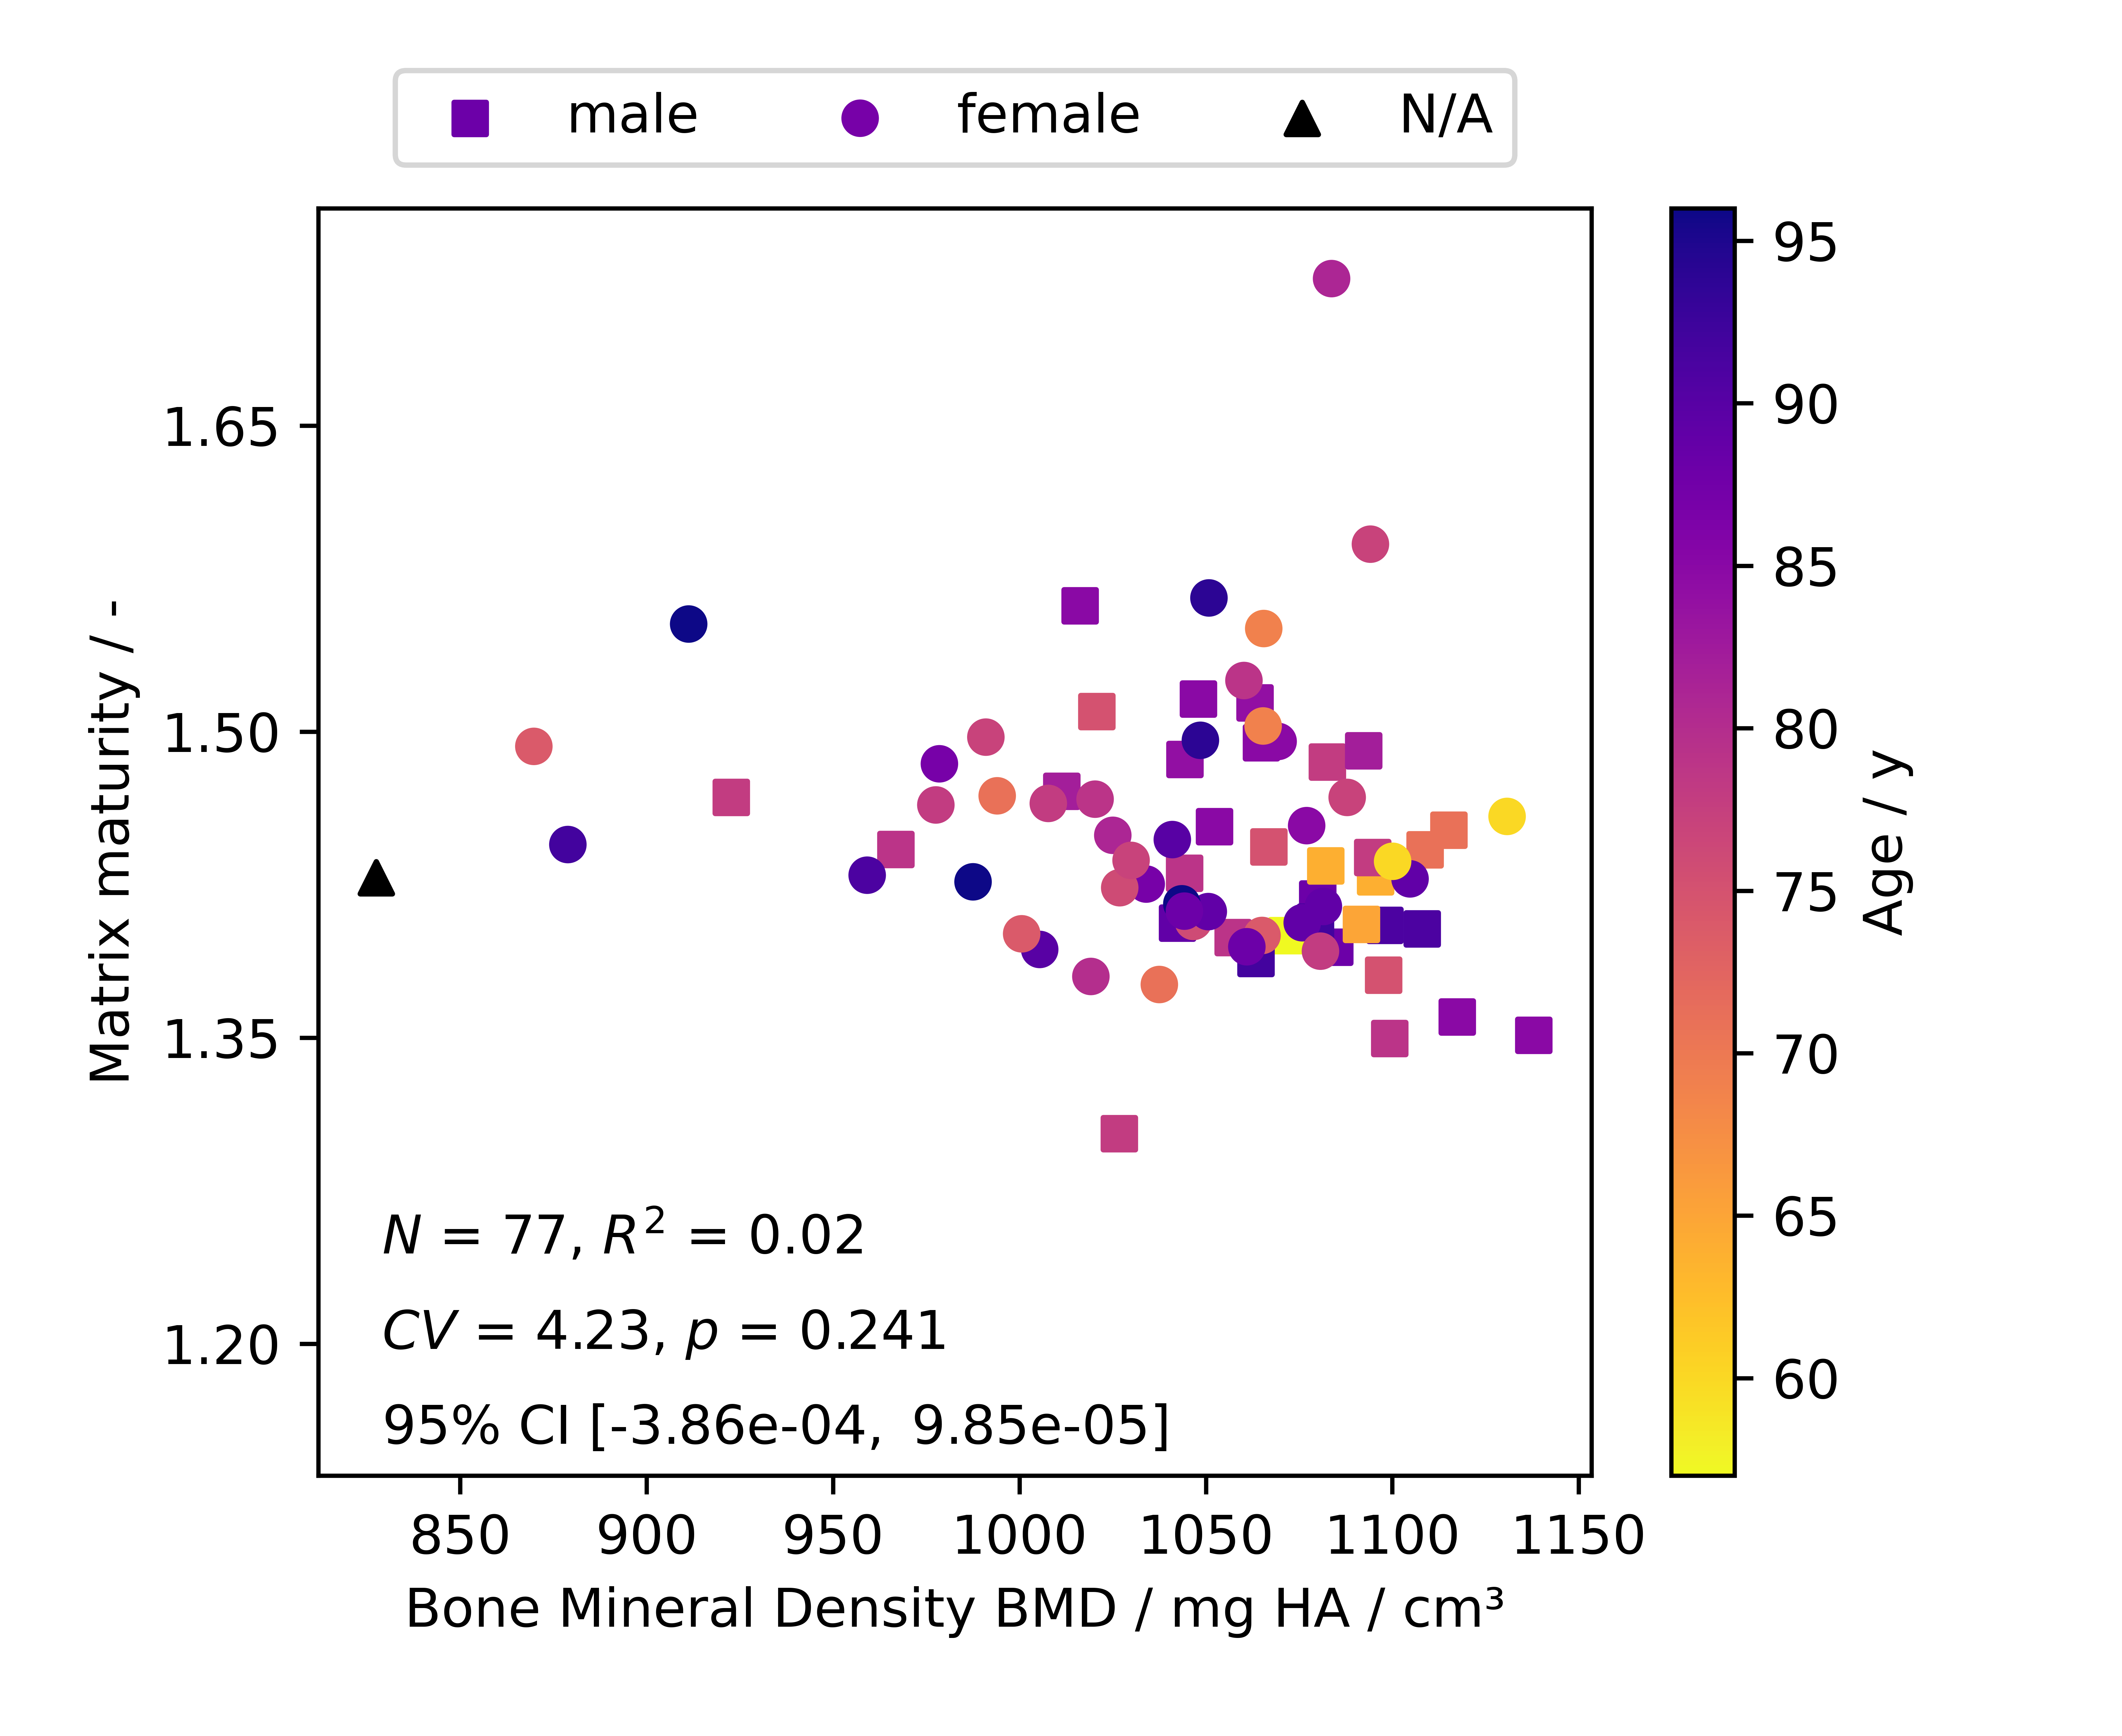 male female N/A
1.65
1.50
1.35
1.20
Matrix maturity / -
N = 77, R² = 0.02
CV = 4.23, p = 0.241
95% CI [-3.86e-04, 9.85e-05]
850 900 950 1000 1050 1100 1150
Bone Mineral Density BMD / mg HA / cm³
95
90
85
80
75
70
65
60
Age / y